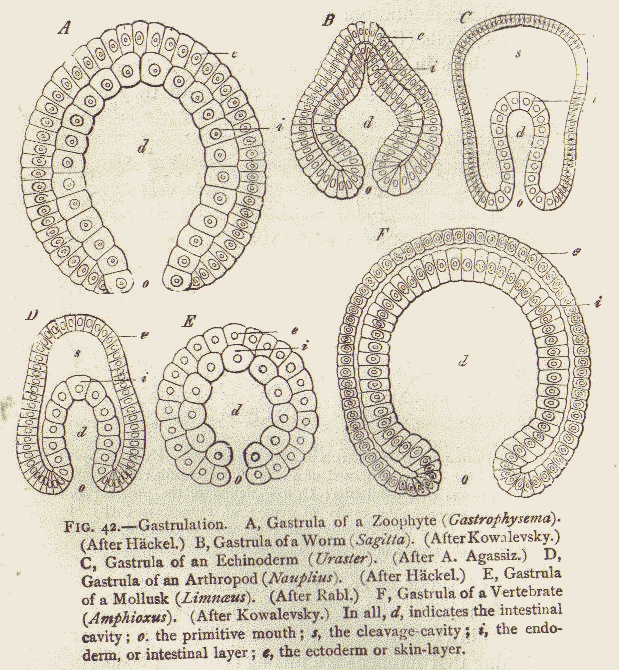 A
e
i
d
o
B
e
i
d
o
C
s
i
d
o
D
e
s
i
d
o
E
e
i
d
o
F
e
i
d
o
FIG. 42.—Gastrulation. A, Gastrula of a Zoophyte (Gastrophysema).
(After Häckel.) B, Gastrula of a Worm (Sagitta). (After Kowalevsky.)
C, Gastrula of an Echinoderm (Uraster). (After A. Agassiz.) D,
Gastrula of an Arthropod (Nauplius). (After Häckel.) E, Gastrula
of a Mollusk (Limnæus). (After Rabl.) F, Gastrula of a Vertebrate
(Amphioxus). (After Kowalevsky.) In all, d, indicates the intestinal
cavity; o. the primitive mouth; s, the cleavage-cavity; i, the endo-
derm, or intestinal layer; e, the ectoderm or skin-layer.